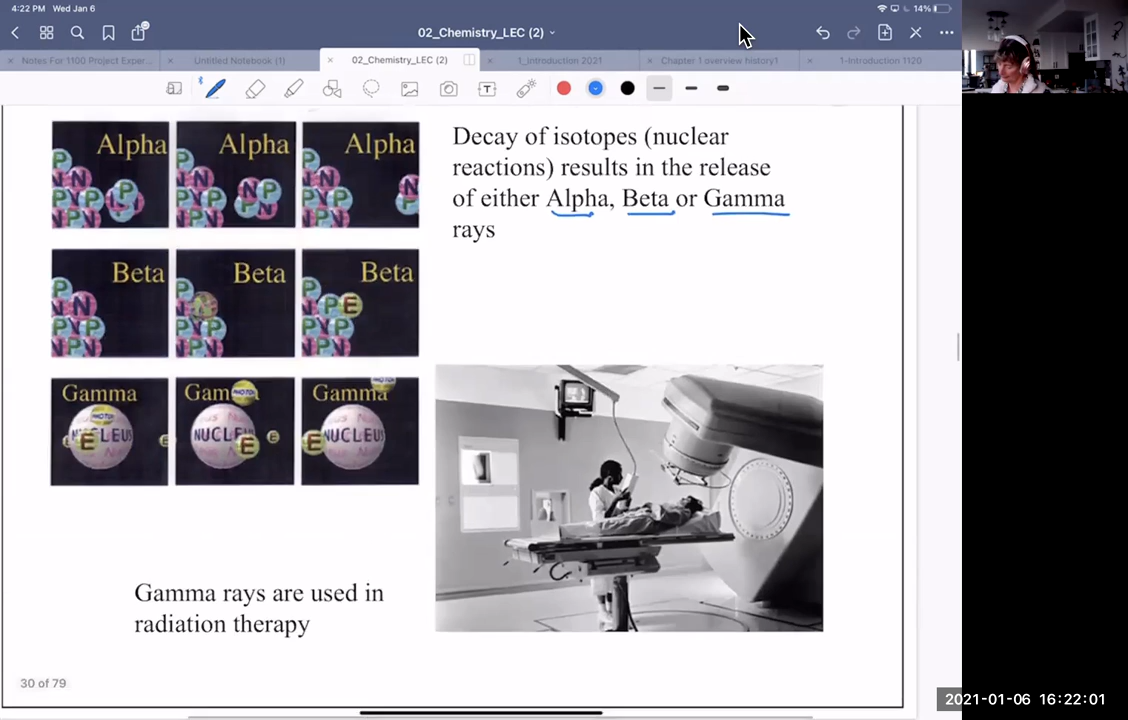 4:22 PM Wed Jan 6
14%
02_Chemistry_LEC (2)
Notes For 1100 Project Exper...
Untitled Notebook (1)
02_Chemistry_LEC (2)
1_introduction 2021
Chapter 1 overview history1
1-Introduction 1120
T
Alpha
Alpha
Alpha
Decay of isotopes (nuclear
reactions) results in the release
of either Alpha, Beta or Gamma
rays
Beta
Beta
Beta
E
Gamma
Gam
Gamma
NUCLEUS
E
Gamma rays are used in
radiation therapy
30 of 79
2021-01-06 16:22:01